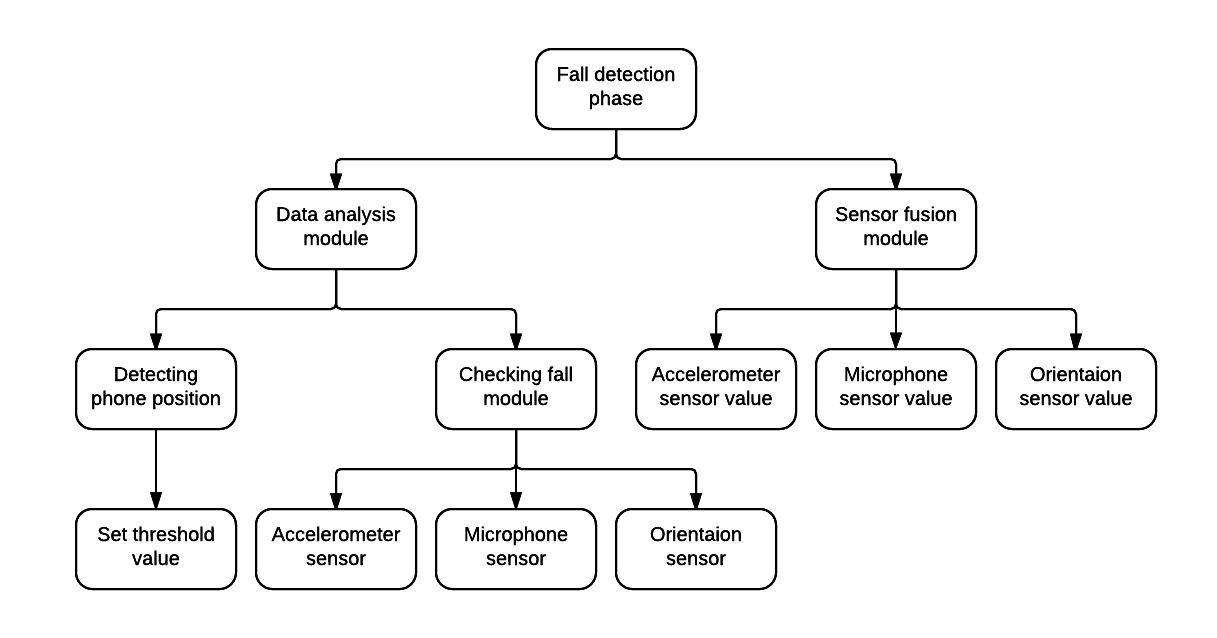 Fall detection
phase
Data analysis
module
Sensor fusion
module
Detecting
phone position
Checking fall
module
Accelerometer
sensor value
Microphone
sensor value
Orientaion
sensor value
Set threshold
value
Accelerometer
sensor
Microphone
sensor
Orientaion
sensor